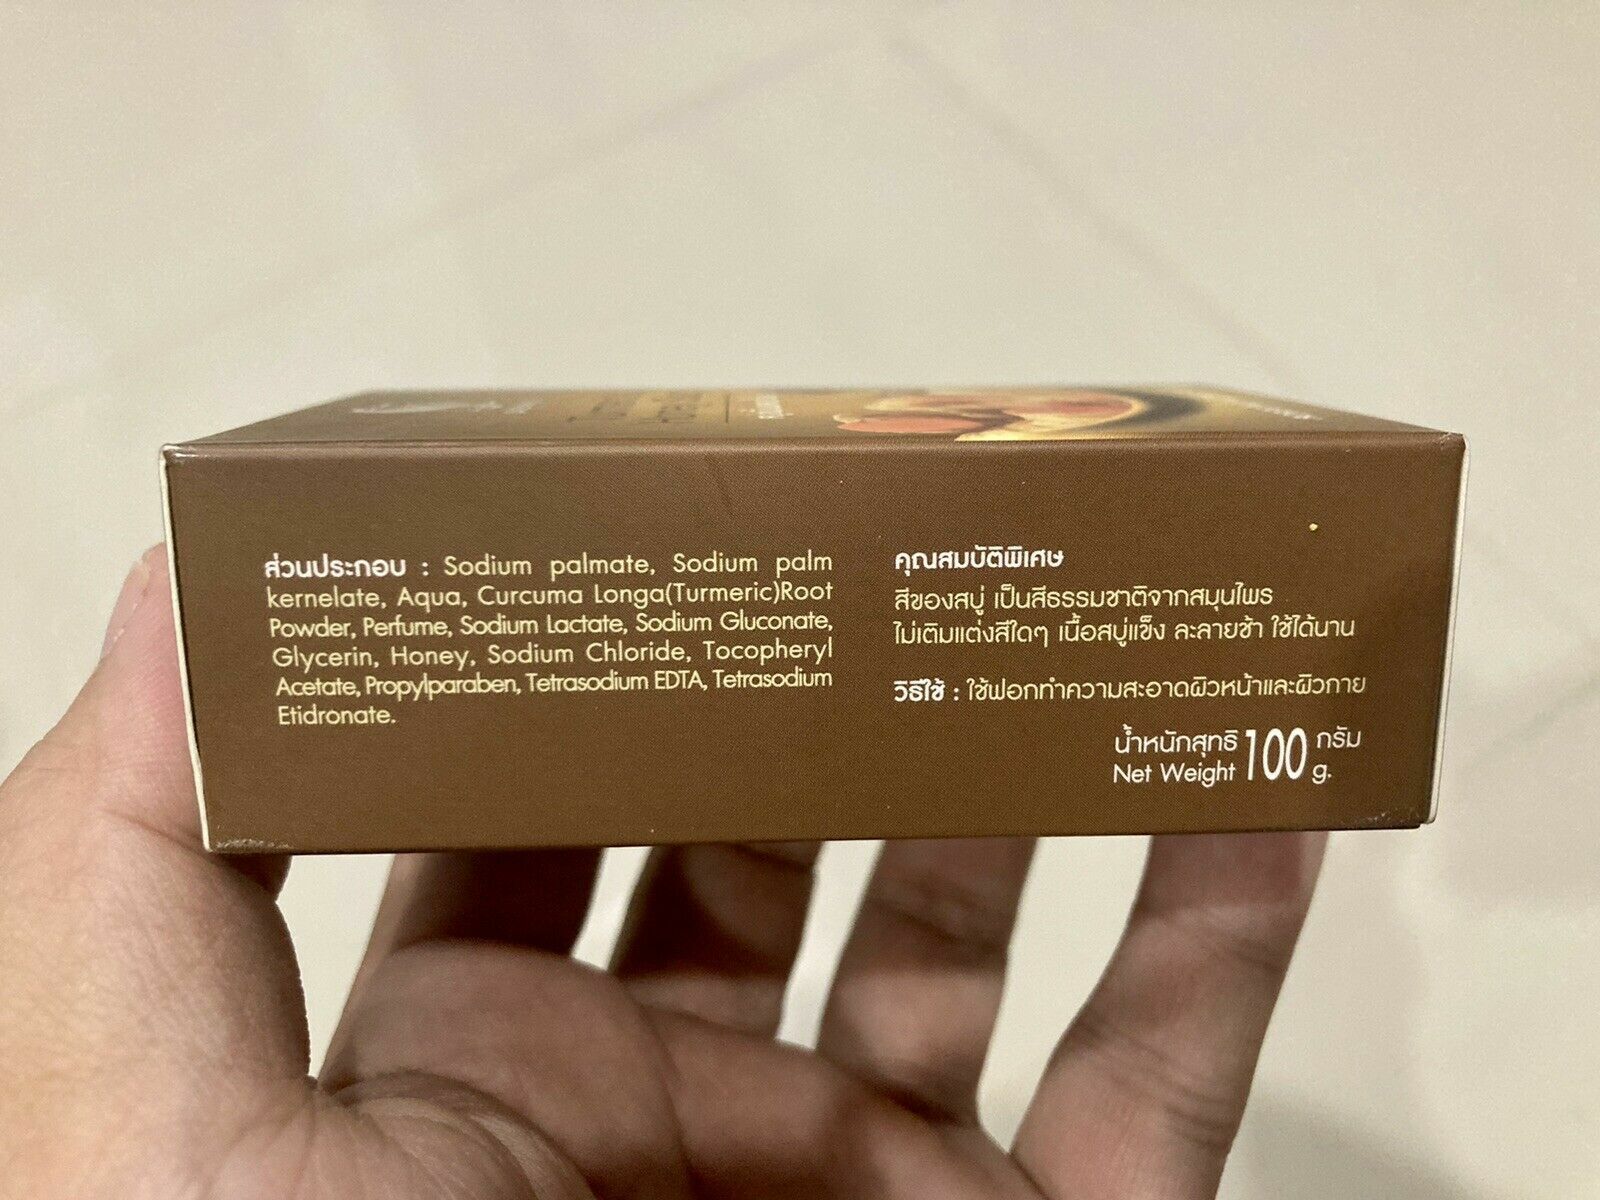 ส่วนประกอบ : Sodium palmate, Sodium palm
kernelate, Aqua, Curcuma Longa(Turmeric)Root
Powder, Perfume, Sodium Lactate, Sodium Gluconate,
Glycerin, Honey, Sodium Chloride, Tocopheryl
Acetate, Propylparaben, Tetrasodium EDTA, Tetrasodium
Etidronate.
คุณสมบัติพิเศษ
สีของสบู่ เป็นสีธรรมชาติจากสมุนไพร
ไม่เติมแต่งสีใดๆ เนื้อสบู่แข็ง ละลายช้า ใช้ได้นาน
วิธีใช้ : ใช้ฟอกทำความสะอาดผิวหน้าและผิวกาย
น้ำหนักสุทธิ 100 กรัม
Net Weight g.